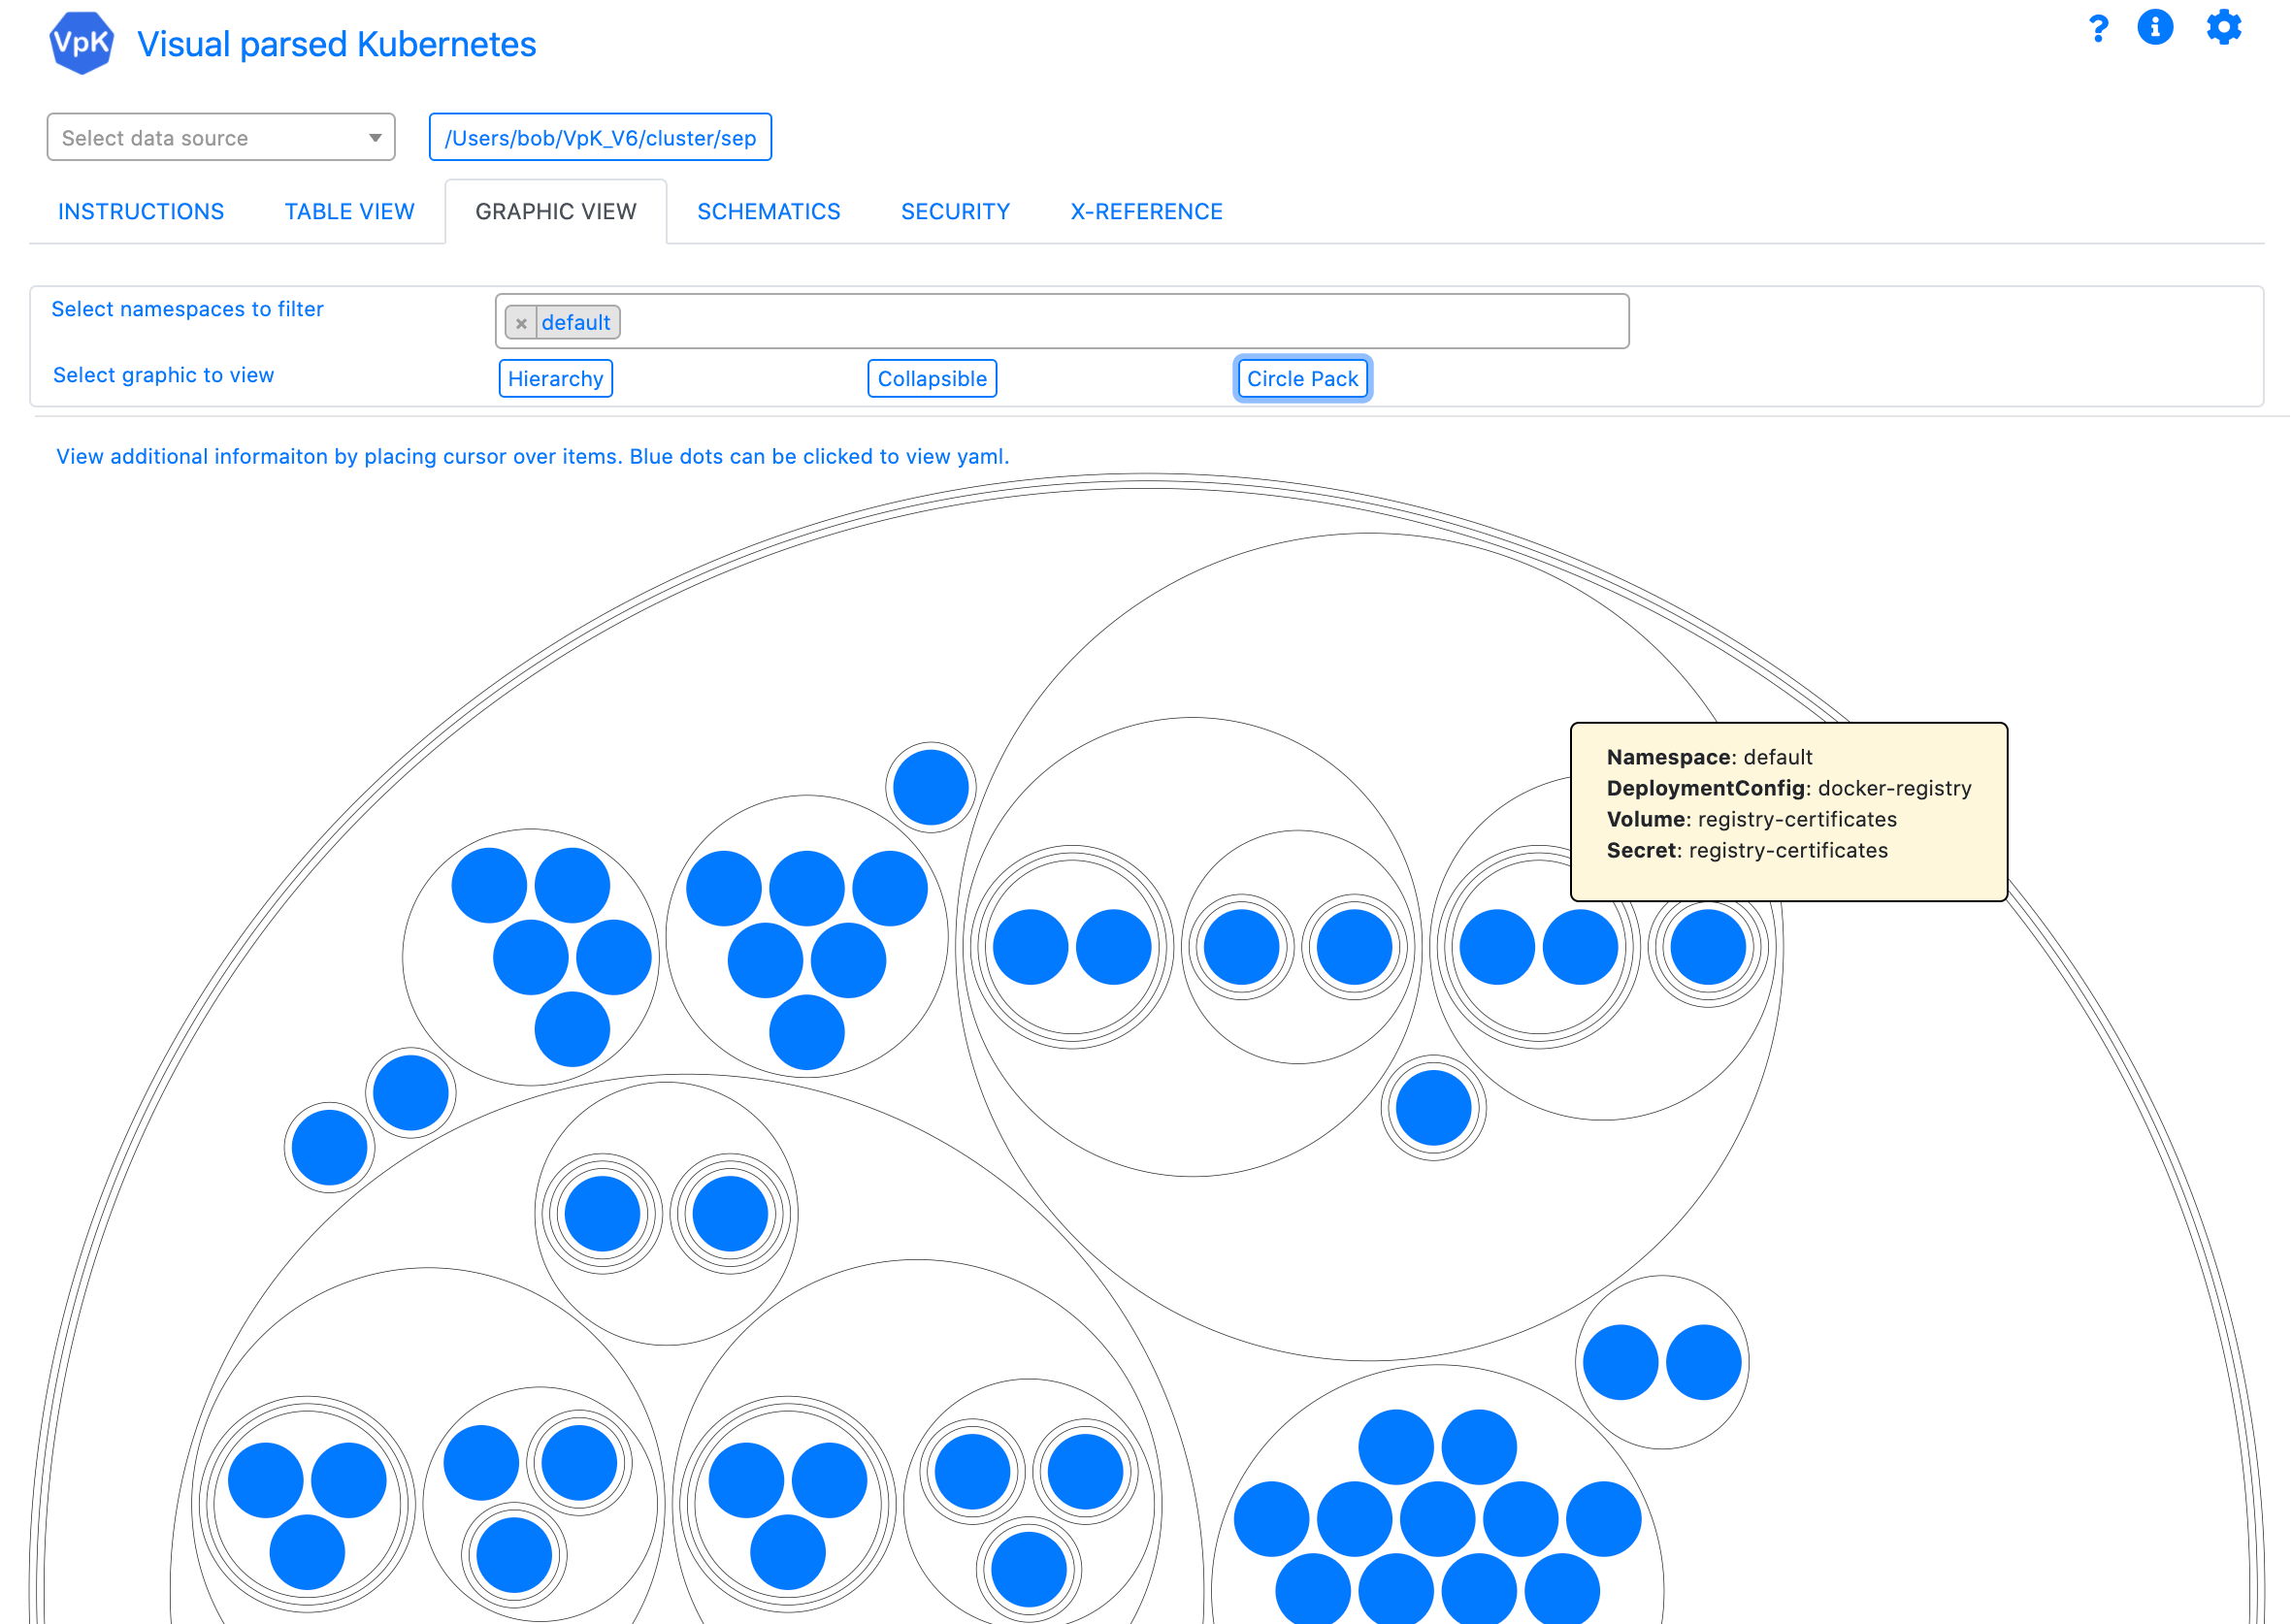 VpK Visual parsed Kubernetes
Select data source
/Users/bob/VpK_V6/cluster/sep
INSTRUCTIONS TABLE VIEW GRAPHIC VIEW SCHEMATICS SECURITY X-REFERENCE
Select namespaces to filter
× default
Select graphic to view
Hierarchy Collapsible Circle Pack
View additional informaiton by placing cursor over items. Blue dots can be clicked to view yaml.
Namespace: default
DeploymentConfig: docker-registry
Volume: registry-certificates
Secret: registry-certificates